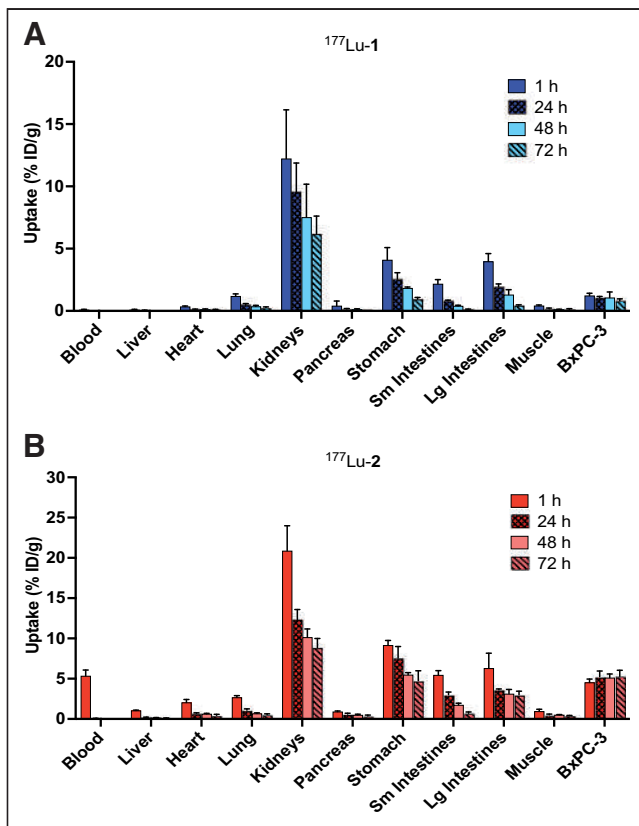 A
177Lu-1
20
15
10
5
0
Uptake (% ID/g)
1 h
24 h
48 h
72 h
Blood
Liver
Heart
Lung
Kidneys
Pancreas
Stomach
Sm Intestines
Lg Intestines
Muscle
BxPC-3
B
177Lu-2
30
25
20
15
10
5
0
Uptake (% ID/g)
1 h
24 h
48 h
72 h
Blood
Liver
Heart
Lung
Kidneys
Pancreas
Stomach
Sm Intestines
Lg Intestines
Muscle
BxPC-3